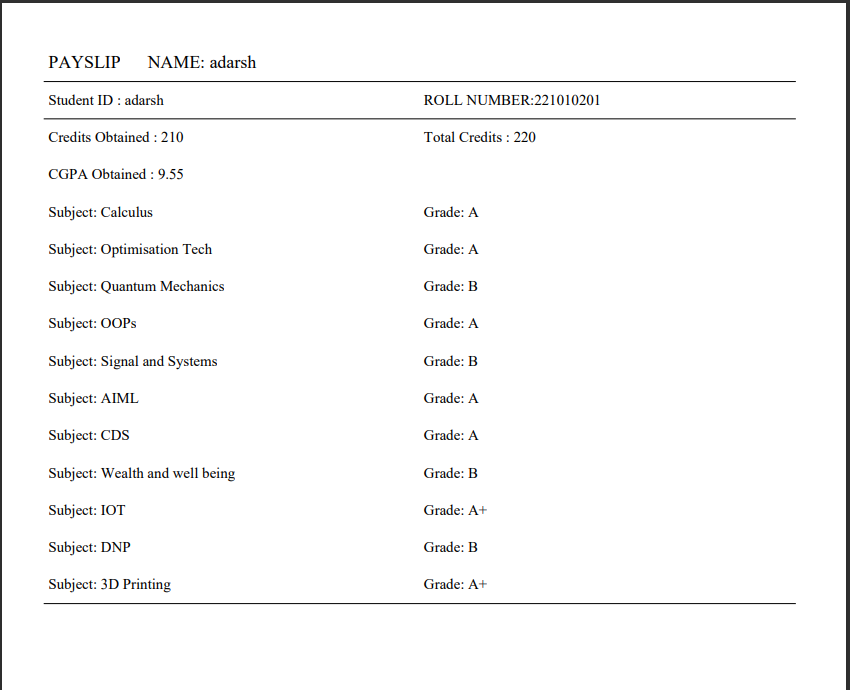 PAYSLIP NAME: adarsh
Student ID : adarsh ROLL NUMBER:221010201
Credits Obtained : 210 Total Credits : 220
CGPA Obtained : 9.55
Subject: Calculus Grade: A
Subject: Optimisation Tech Grade: A
Subject: Quantum Mechanics Grade: B
Subject: OOPs Grade: A
Subject: Signal and Systems Grade: B
Subject: AIML Grade: A
Subject: CDS Grade: A
Subject: Wealth and well being Grade: B
Subject: IOT Grade: A+
Subject: DNP Grade: B
Subject: 3D Printing Grade: A+